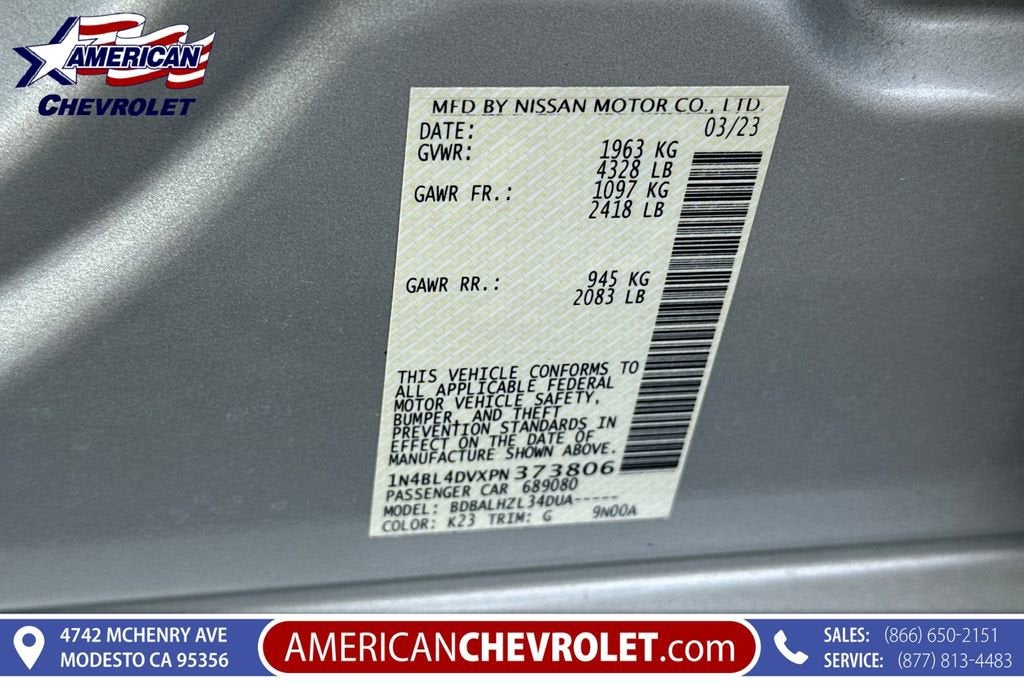 AMERICAN
CHEVROLET
MFD BY NISSAN MOTOR CO., LTD.
DATE: 03/23
GVWR: 1963 KG
4328 LB
GAWR FR.: 1097 KG
2418 LB
GAWR RR.: 945 KG
2083 LB
THIS VEHICLE CONFORMS TO
ALL APPLICABLE FEDERAL
MOTOR VEHICLE SAFETY,
BUMPER, AND THEFT
PREVENTION STANDARDS IN
EFFECT ON THE DATE OF
MANUFACTURE SHOWN ABOVE.
1N4BL4DVXPN373806
PASSENGER CAR 689080
MODEL: BDBALHZL34DUA-----
COLOR: K23 TRIM: G 9N00A
4742 MCHENRY AVE
MODESTO CA 95356
AMERICANCHEVROLET.com
SALES: (866) 650-2151
SERVICE: (877) 813-4483